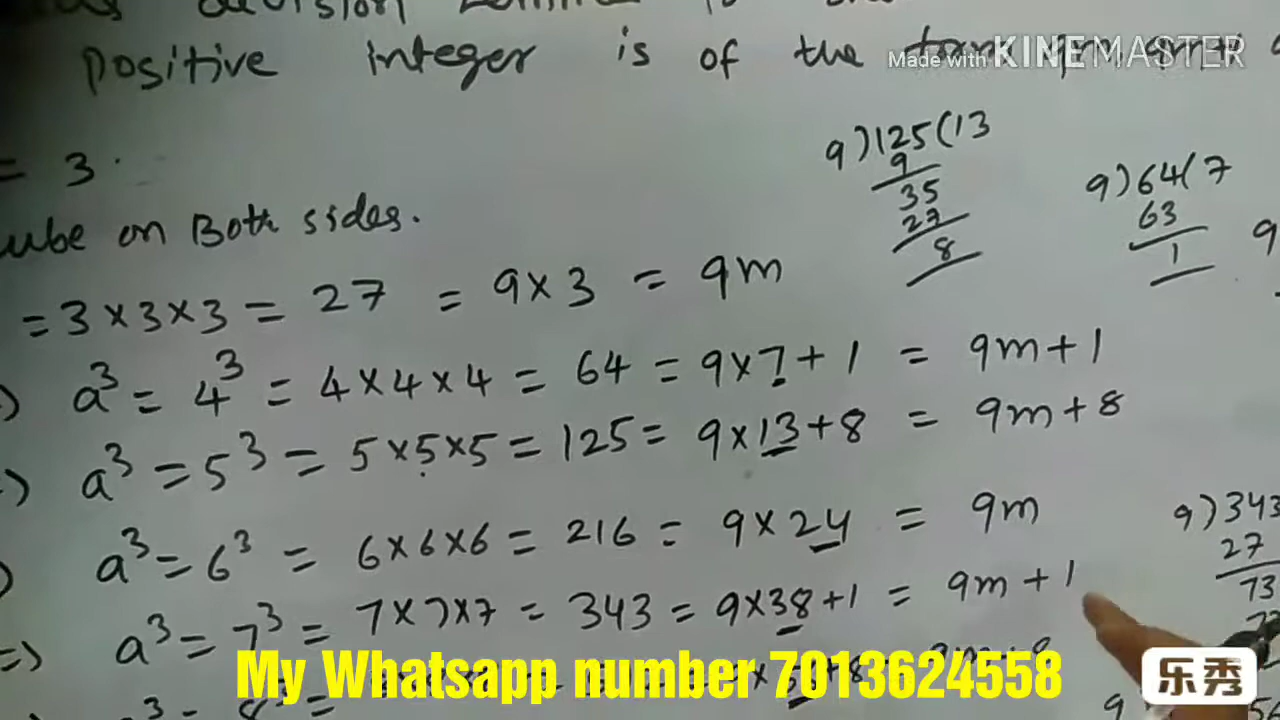 division
positive integer is of the form
Made with KINEMASTER
= 3.
cube on Both sides.
9)125(13
9
35
27
8
9)64(7
63
1
= 3×3×3 = 27 = 9×3 = 9m
a³ = 4³ = 4×4×4 = 64 = 9×7+1 = 9m+1
a³ = 5³ = 5×5×5 = 125 = 9×13+8 = 9m+8
a³ = 6³ = 6×6×6 = 216 = 9×24 = 9m
=) a³ = 7³ = 7×7×7 = 343 = 9×38+1 = 9m+1
9)343
27
73
My Whatsapp number 7013624558
乐秀